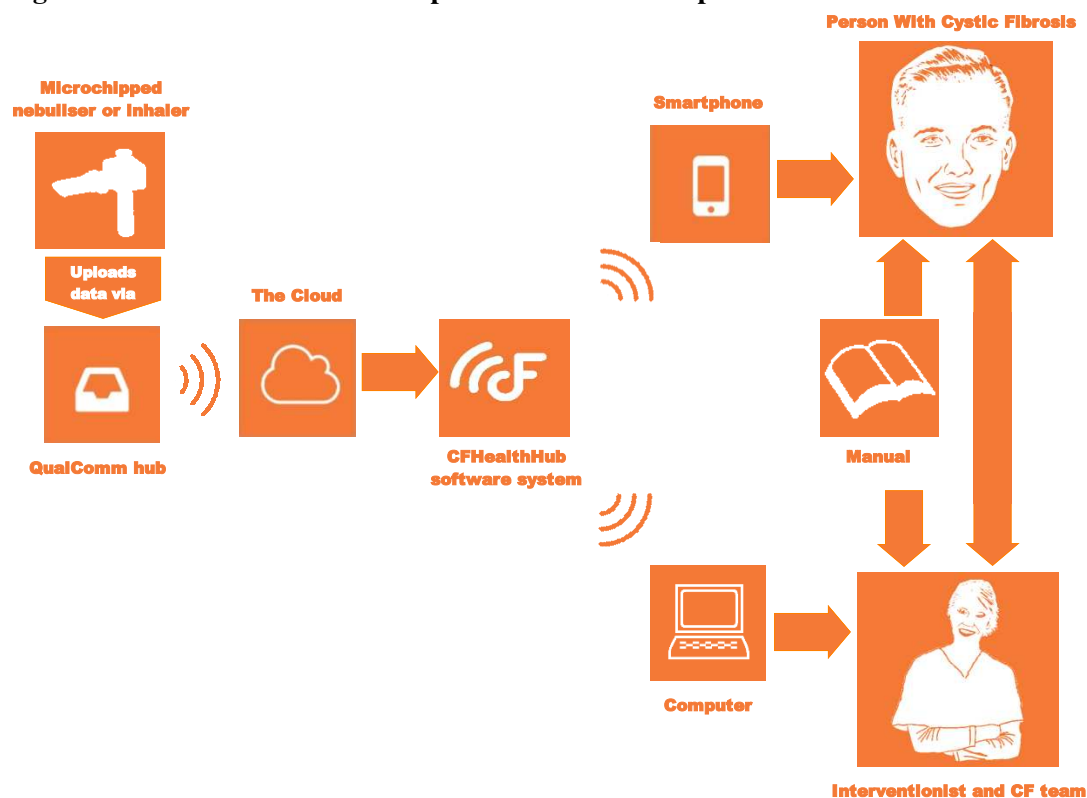 Person With Cystic Fibrosis
Microchipped
nebuliser or inhaler
Smartphone
Uploads
data via
The Cloud
CF
QualComm hub
CFHealthHub
software system
Manual
Computer
Interventionist and CF team